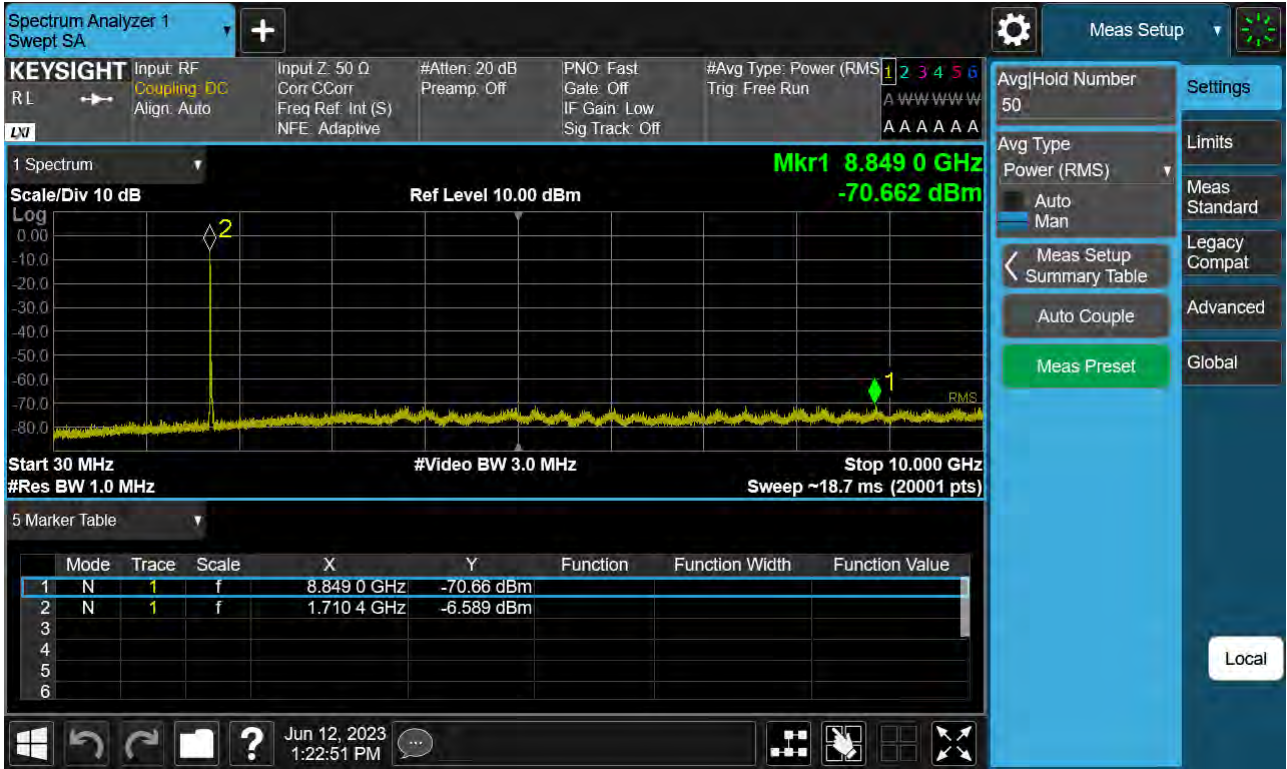 Spectrum Analyzer 1
Swept SA
Meas Setup
KEYSIGHT
R L
LXI
Input: RF
Coupling: DC
Align: Auto
Input Z: 50 Ω
Corr CCorr
Freq Ref: Int (S)
NFE: Adaptive
#Atten: 20 dB
Preamp: Off
PNO: Fast
Gate: Off
IF Gain: Low
Sig Track: Off
#Avg Type: Power (RMS
Trig: Free Run
1 2 3 4 5 6
A W W W W W
A A A A A A
1 Spectrum
Scale/Div 10 dB
Ref Level 10.00 dBm
Mkr1 8.849 0 GHz
-70.662 dBm
Log
0.00
-10.0
-20.0
-30.0
-40.0
-50.0
-60.0
-70.0
-80.0
2
1
RMS
Start 30 MHz
#Video BW 3.0 MHz
Stop 10.000 GHz
#Res BW 1.0 MHz
Sweep ~18.7 ms (20001 pts)
5 Marker Table
Mode Trace Scale X Y Function Function Width Function Value
1 N 1 f 8.849 0 GHz -70.66 dBm
2 N 1 f 1.710 4 GHz -6.589 dBm
3
4
5
6
Jun 12, 2023
1:22:51 PM
?
Avg|Hold Number
50
Avg Type
Power (RMS)
Auto
Man
Meas Setup
Summary Table
Auto Couple
Meas Preset
Settings
Limits
Meas
Standard
Legacy
Compat
Advanced
Global
Local